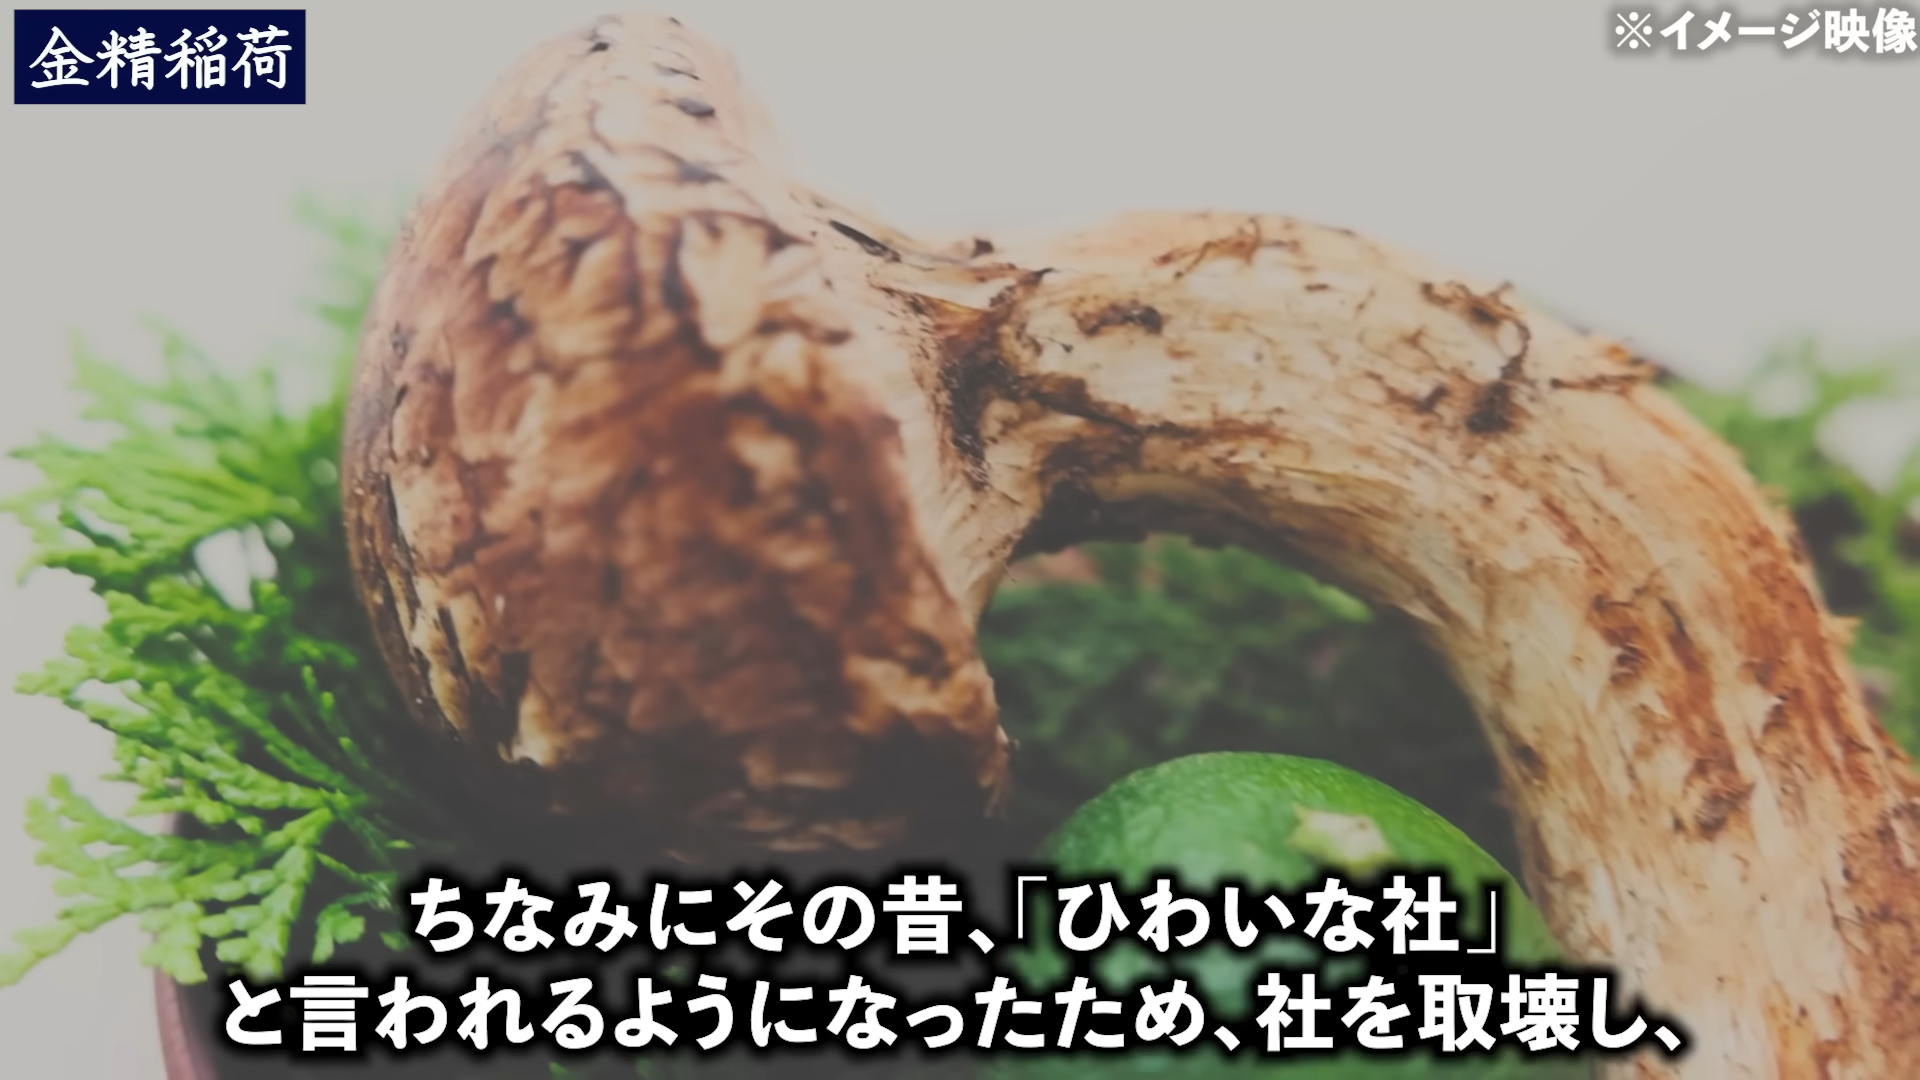 金精稲荷
※イメージ映像
ちなみにその昔、「ひわいな社」
と言われるようになったため、社を取壊し、